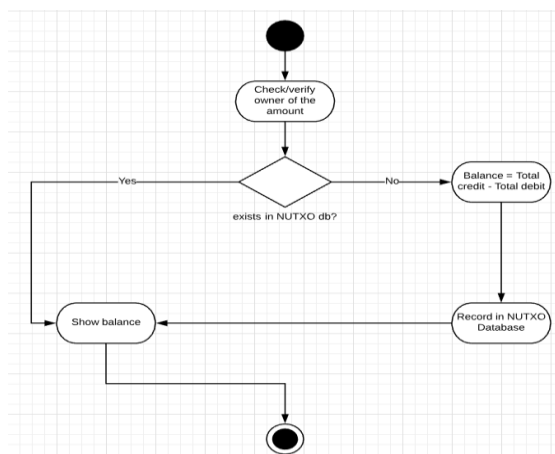 Check/verify
owner of the
amount
Yes
No
Balance = Total
credit - Total debit
exists in NUTXO db?
Show balance
Record in NUTXO
Database